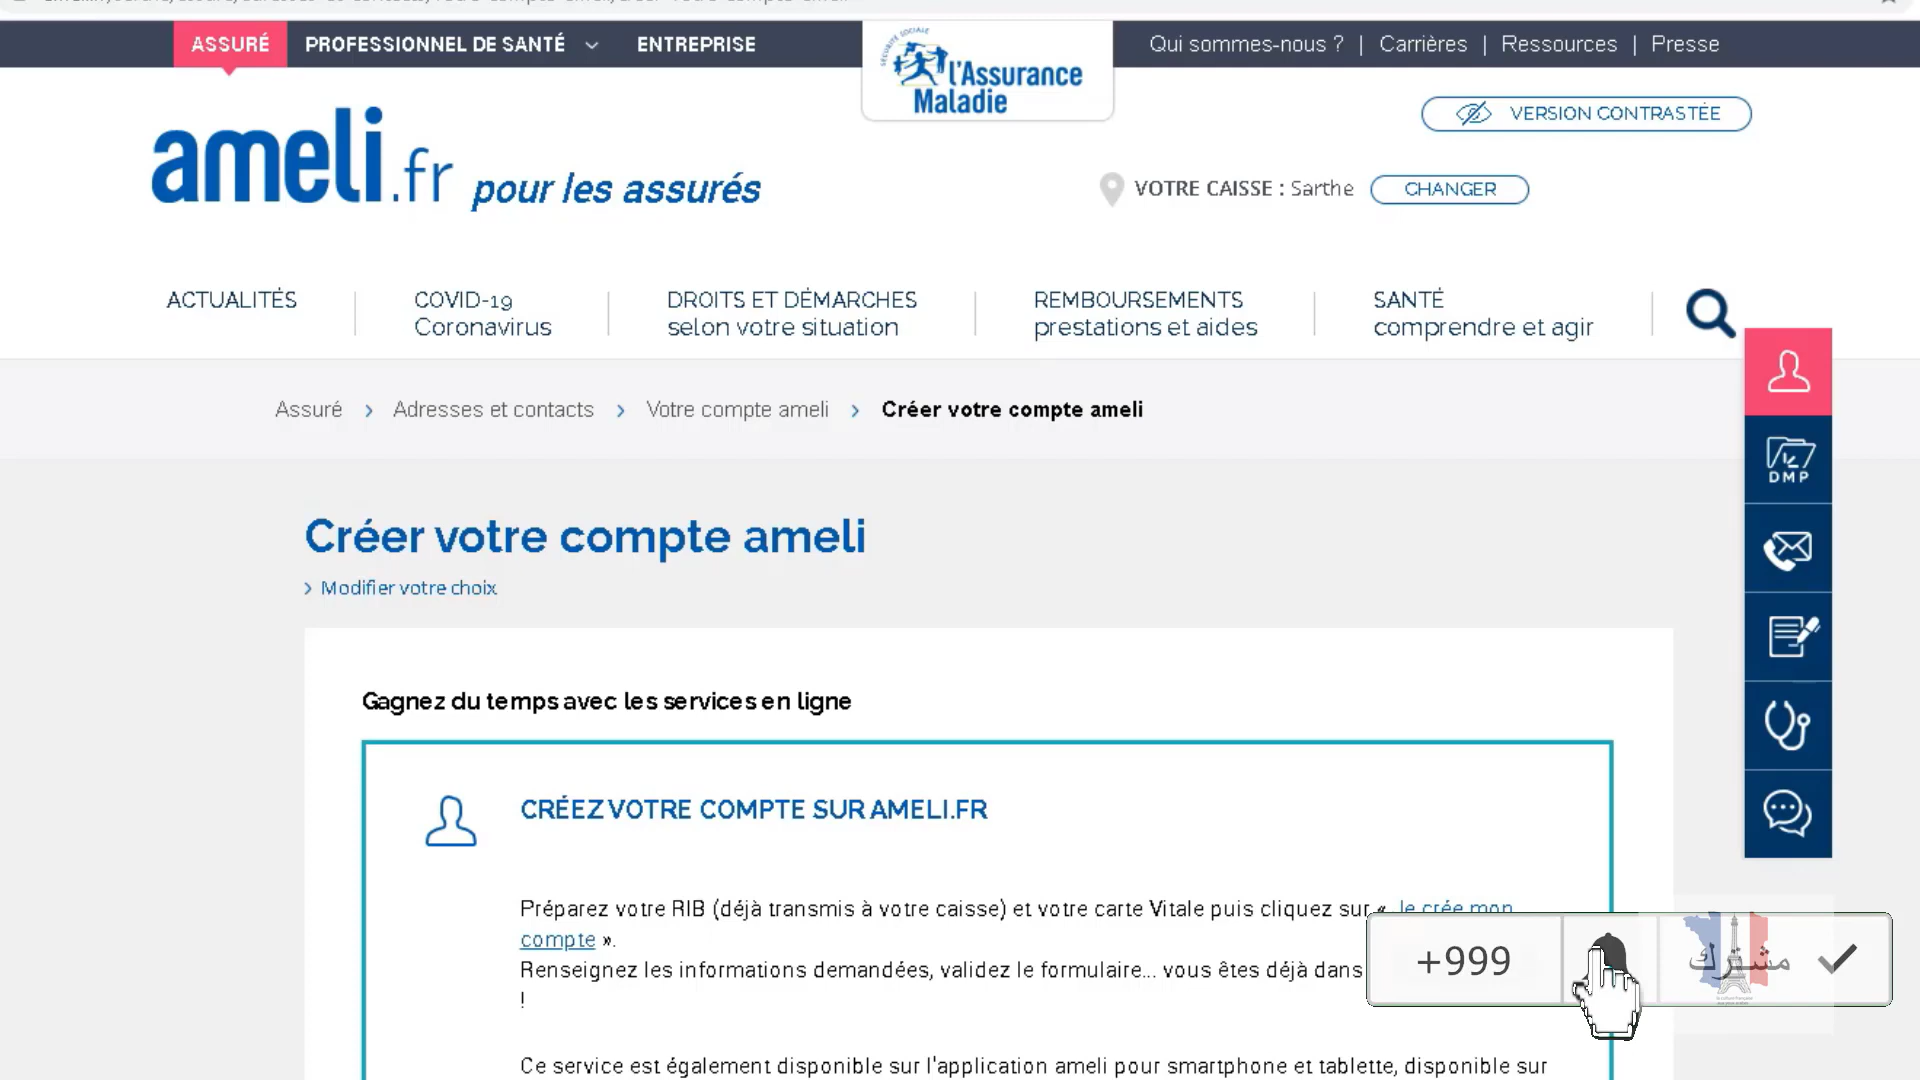 ASSURÉ PROFESSIONNEL DE SANTÉ ENTREPRISE
SÉCURITÉ SOCIALE
l'Assurance
Maladie
Qui sommes-nous ? | Carrières | Ressources | Presse
VERSION CONTRASTÉE
ameli.fr pour les assurés
VOTRE CAISSE : Sarthe CHANGER
ACTUALITÉS
COVID-19
Coronavirus
DROITS ET DÉMARCHES
selon votre situation
REMBOURSEMENTS
prestations et aides
SANTÉ
comprendre et agir
Assuré > Adresses et contacts > Votre compte ameli > Créer votre compte ameli
DMP
Créer votre compte ameli
> Modifier votre choix
Gagnez du temps avec les services en ligne
CRÉEZ VOTRE COMPTE SUR AMELI.FR
Préparez votre RIB (déjà transmis à votre caisse) et votre carte Vitale puis cliquez sur « Je crée mon
compte ».
Renseignez les informations demandées, validez le formulaire... vous êtes déjà dans
!
+999
مشترك
Ce service est également disponible sur l'application ameli pour smartphone et tablette, disponible sur